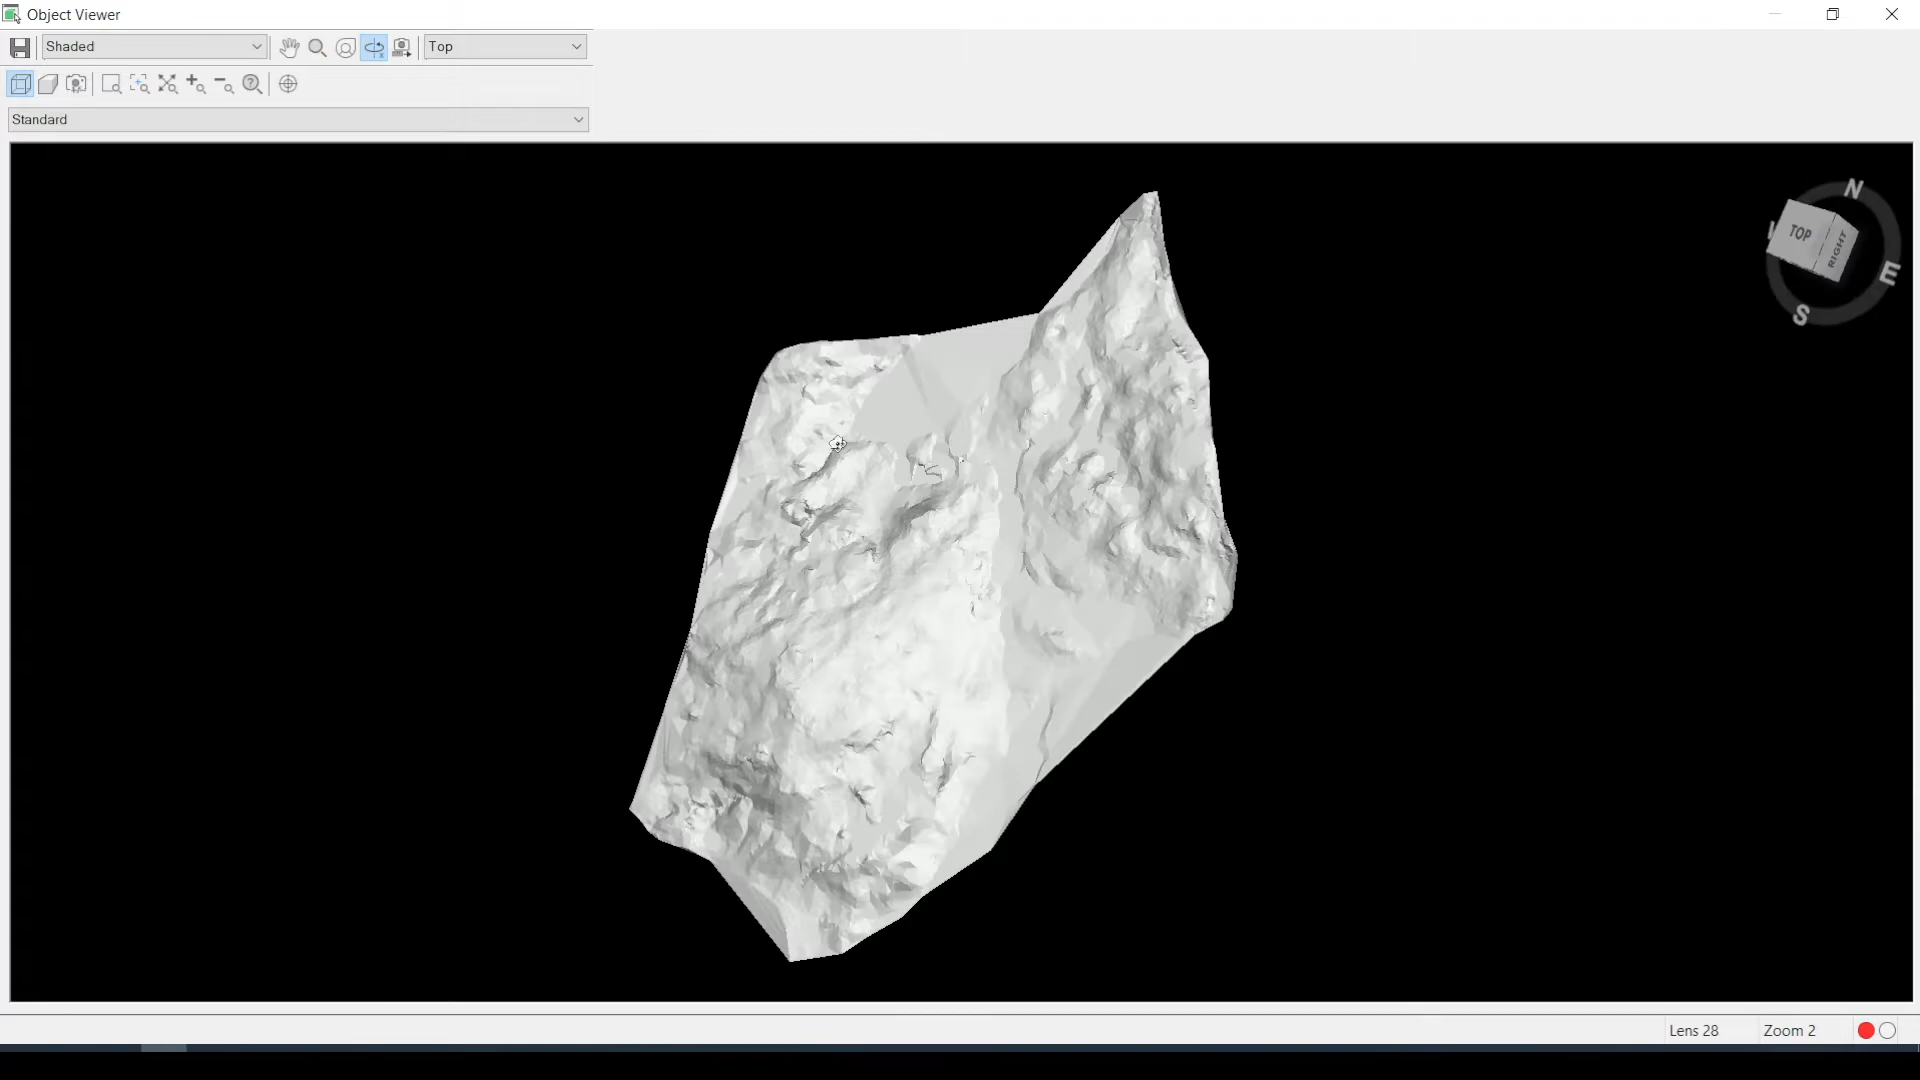 Object Viewer
Shaded
Top
Standard
N
TOP
RIGHT
E
S
Lens 28
Zoom 2